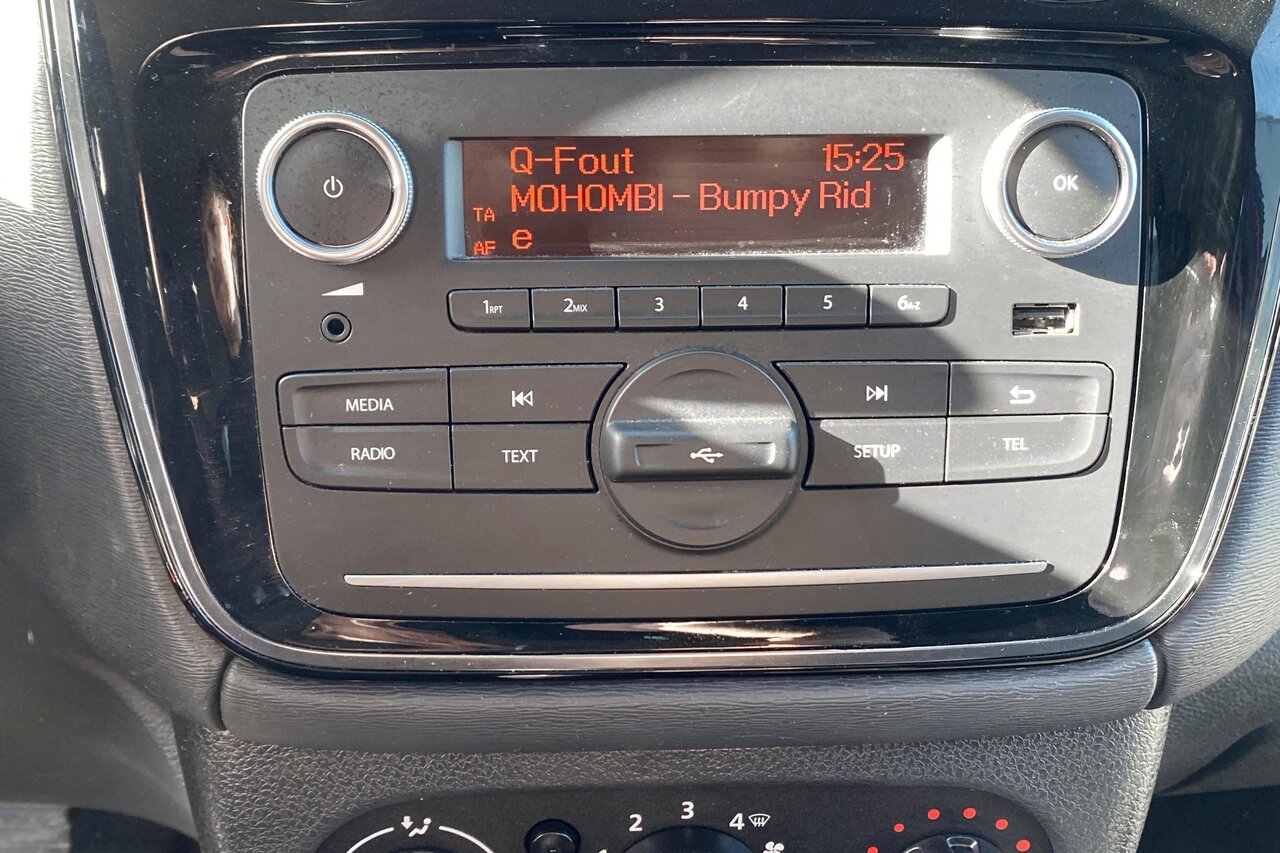 Q-Fout 15:25
TA MOHOMBI - Bumpy Rid
AF e
OK
1RPT 2MIX 3 4 5 6A-Z
MEDIA
RADIO TEXT SETUP TEL
2 3 4